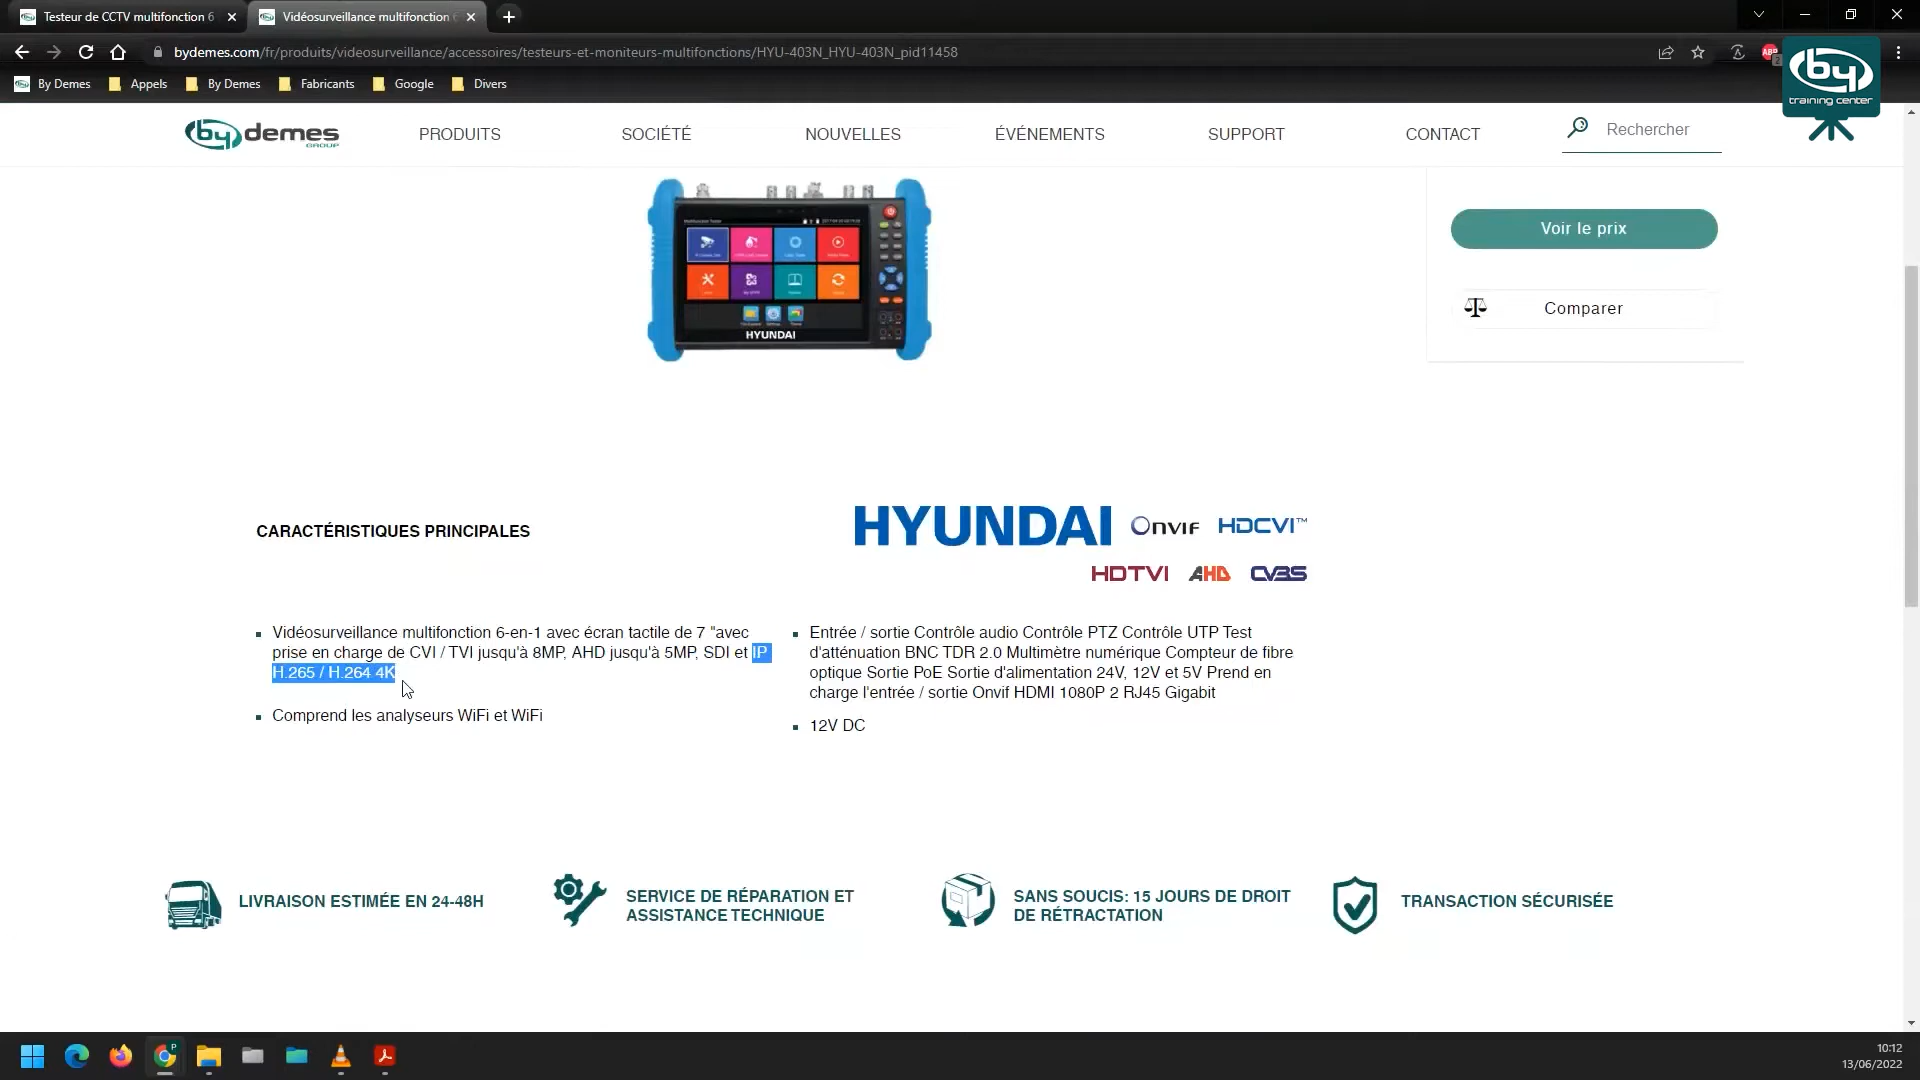 Testeur de CCTV multifonction 6
Vidéosurveillance multifonction 6
bydemes.com/fr/produits/videosurveillance/accessoires/testeurs-et-moniteurs-multifonctions/HYU-403N_HYU-403N_pid11458
ABP
2
By Demes
Appels
By Demes
Fabricants
Google
Divers
by
training center
by demes
GROUP
PRODUITS
SOCIÉTÉ
NOUVELLES
ÉVÉNEMENTS
SUPPORT
CONTACT
Rechercher
HYUNDAI
Voir le prix
Comparer
CARACTÉRISTIQUES PRINCIPALES
HYUNDAI ONVIF HDCVI™
HDTVI AHD CVBS
Vidéosurveillance multifonction 6-en-1 avec écran tactile de 7 "avec
prise en charge de CVI / TVI jusqu'à 8MP, AHD jusqu'à 5MP, SDI et IP
H.265 / H.264 4K
Comprend les analyseurs WiFi et WiFi
Entrée / sortie Contrôle audio Contrôle PTZ Contrôle UTP Test
d'atténuation BNC TDR 2.0 Multimètre numérique Compteur de fibre
optique Sortie PoE Sortie d'alimentation 24V, 12V et 5V Prend en
charge l'entrée / sortie Onvif HDMI 1080P 2 RJ45 Gigabit
12V DC
LIVRAISON ESTIMÉE EN 24-48H
SERVICE DE RÉPARATION ET
ASSISTANCE TECHNIQUE
SANS SOUCIS: 15 JOURS DE DROIT
DE RÉTRACTATION
TRANSACTION SÉCURISÉE
P
10:12
13/06/2022